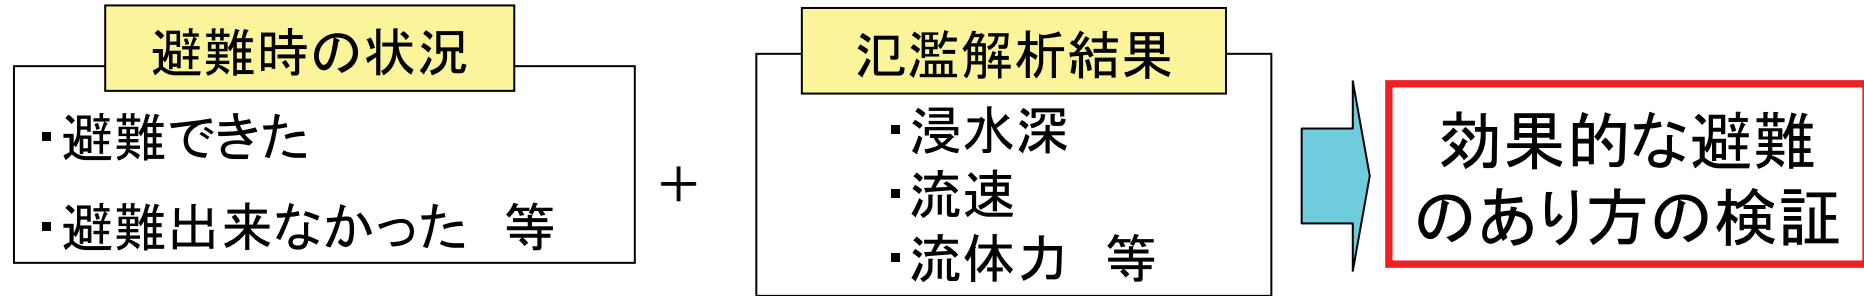 避難時の状況
・避難できた
・避難出来なかった　等
＋
氾濫解析結果
・浸水深
・流速
・流体力　等
効果的な避難
のあり方の検証